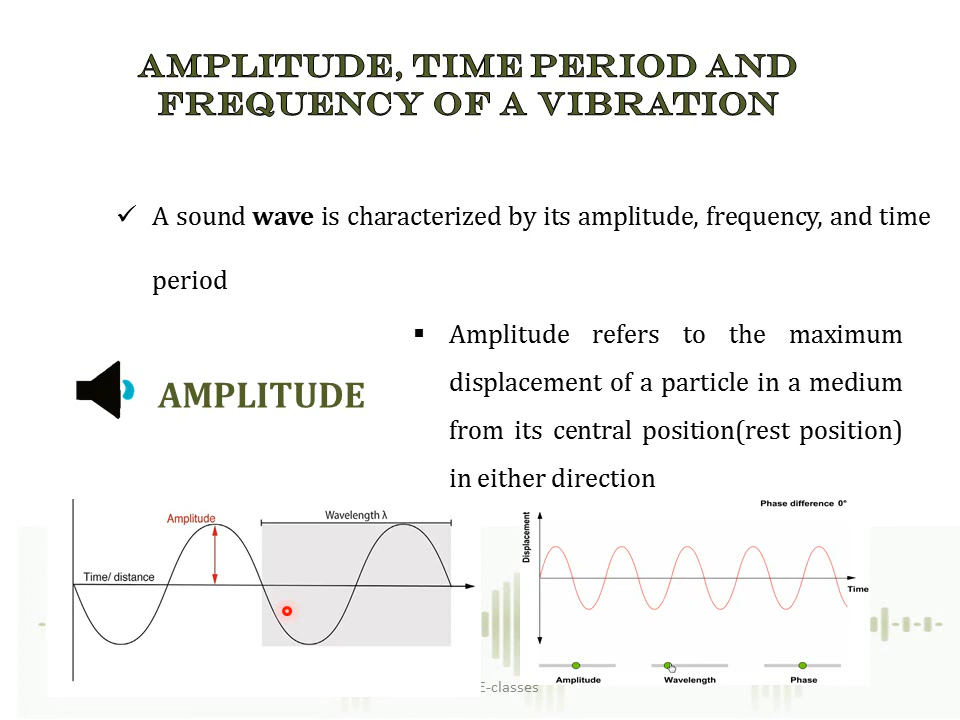 AMPLITUDE, TIME PERIOD AND
FREQUENCY OF A VIBRATION
✓ A sound wave is characterized by its amplitude, frequency, and time
period
▪ Amplitude refers to the maximum
displacement of a particle in a medium
from its central position(rest position)
in either direction
AMPLITUDE
Amplitude
Wavelength λ
Time/ distance
Phase difference 0°
Displacement
Time
Amplitude
Wavelength
Phase
E-classes